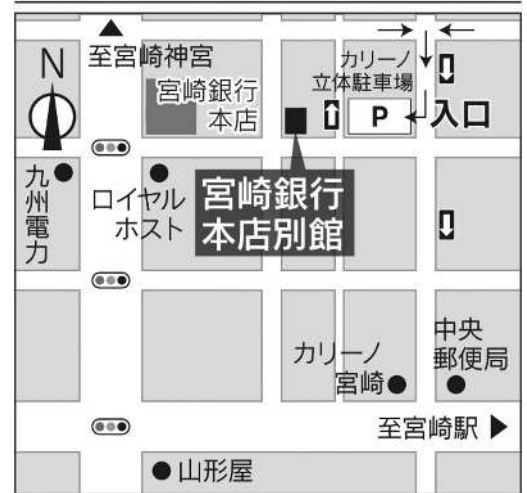 至宮崎神宮
N
宮崎銀行
本店
カリーノ
立体駐車場
P
入口
九州電力
ロイヤル
ホスト
宮崎銀行
本店別館
カリーノ
宮崎
中央
郵便局
至宮崎駅
山形屋